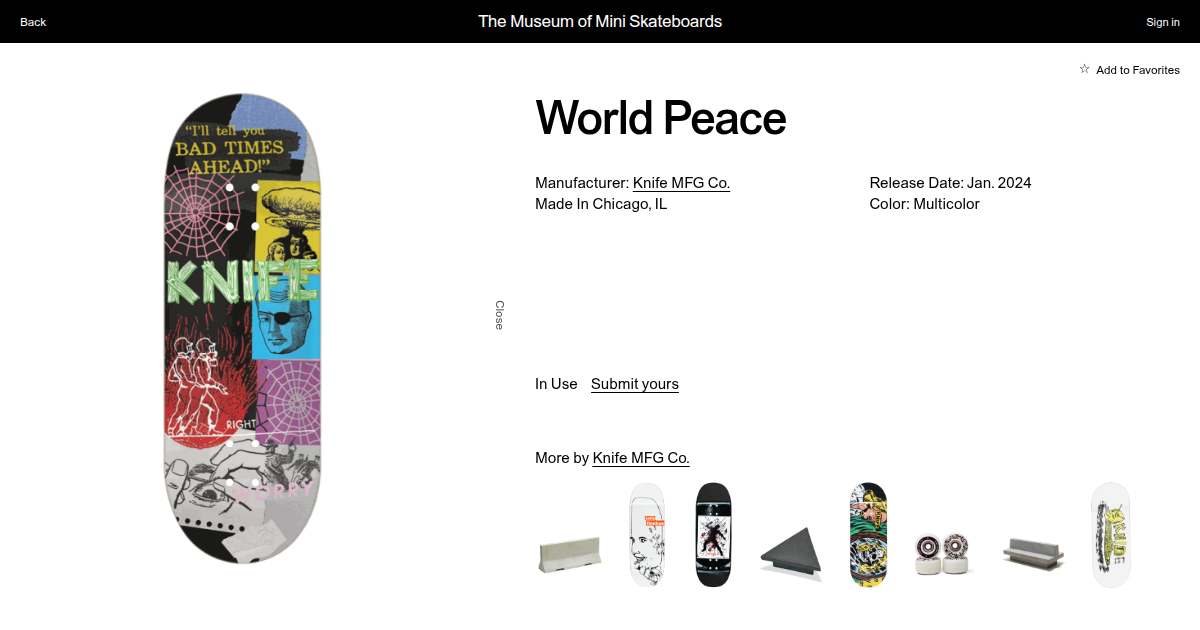 Back
The Museum of Mini Skateboards
Sign in
☆ Add to Favorites
World Peace
Manufacturer: Knife MFG Co.
Made In Chicago, IL
Release Date: Jan. 2024
Color: Multicolor
“I'll tell you
BAD TIMES
AHEAD!”
KNIFE
RIGHT
WORRY
Close
In Use Submit yours
More by Knife MFG Co.